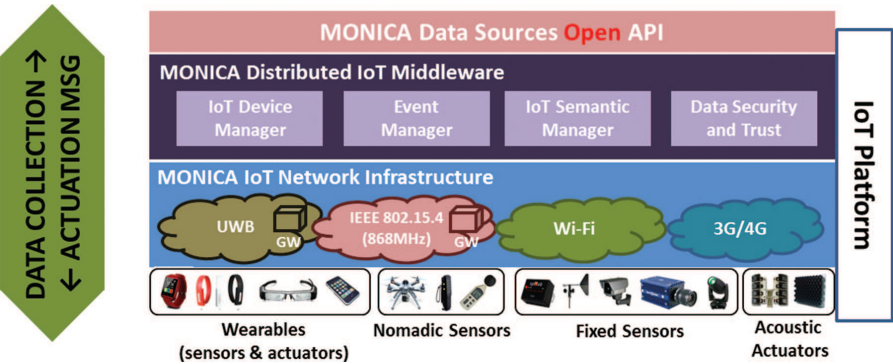 DATA COLLECTION →
← ACTUATION MSG
MONICA Data Sources Open API
MONICA Distributed IoT Middleware
IoT Device
Manager
Event
Manager
IoT Semantic
Manager
Data Security
and Trust
MONICA IoT Network Infrastructure
UWB
GW
IEEE 802.15.4
(868MHz)
GW
Wi-Fi
3G/4G
Wearables
(sensors & actuators)
Nomadic Sensors
Fixed Sensors
Acoustic
Actuators
IoT Platform